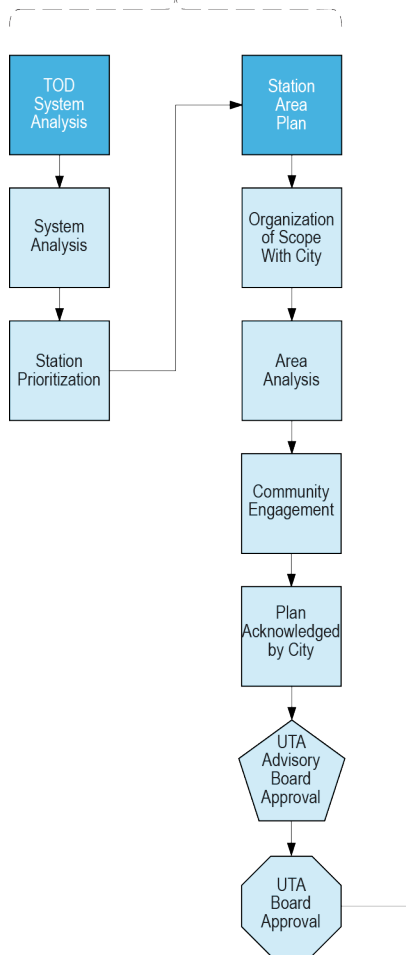 TOD
System
Analysis
System
Analysis
Station
Prioritization
Station
Area
Plan
Organization
of Scope
With City
Area
Analysis
Community
Engagement
Plan
Acknowledged
by City
UTA
Advisory
Board
Approval
UTA
Board
Approval